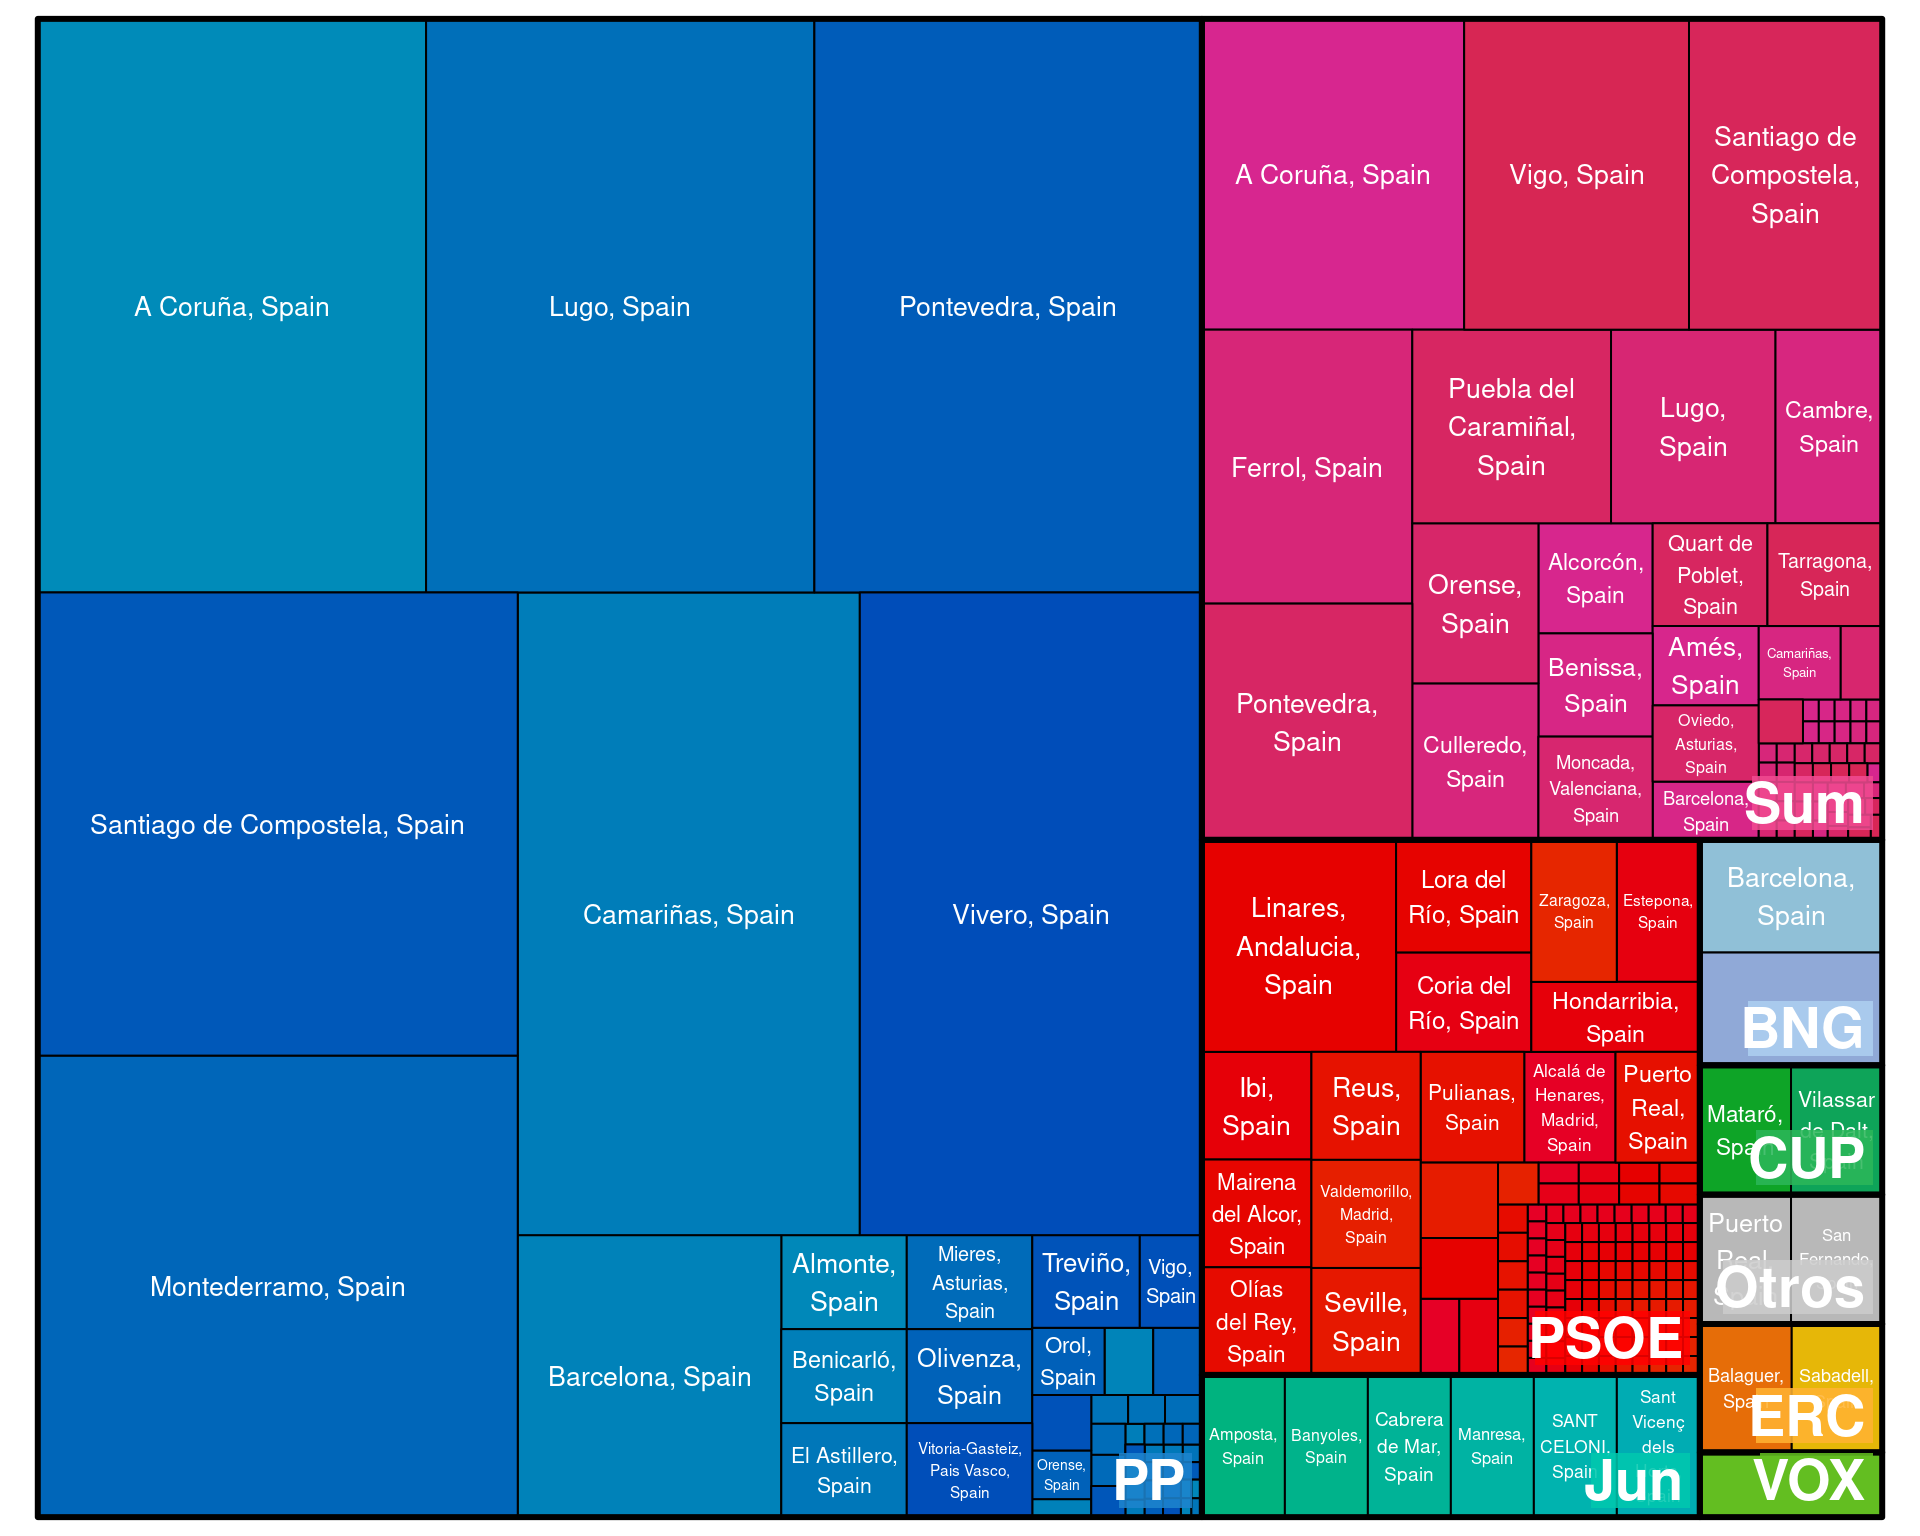 A Coruña, Spain
Lugo, Spain
Pontevedra, Spain
Santiago de Compostela, Spain
Camariñas, Spain
Vivero, Spain
Montederramo, Spain
Barcelona, Spain
Almonte,
Spain
Mieres,
Asturias,
Spain
Treviño,
Spain
Vigo,
Spain
Benicarló,
Spain
Olivenza,
Spain
Orol,
Spain
El Astillero,
Spain
Vitoria-Gasteiz,
Pais Vasco,
Spain
Orense,
Spain
PP
A Coruña, Spain
Vigo, Spain
Santiago de
Compostela,
Spain
Ferrol, Spain
Puebla del
Caramiñal,
Spain
Lugo,
Spain
Cambre,
Spain
Pontevedra,
Spain
Orense,
Spain
Alcorcón,
Spain
Quart de
Poblet,
Spain
Tarragona,
Spain
Culleredo,
Spain
Benissa,
Spain
Moncada,
Valenciana,
Spain
Amés,
Spain
Camariñas,
Spain
Oviedo,
Asturias,
Spain
Barcelona,
Spain
Sum
Linares,
Andalucia,
Spain
Lora del
Río, Spain
Coria del
Río, Spain
Zaragoza,
Spain
Estepona,
Spain
Hondarribia,
Spain
Ibi,
Spain
Reus,
Spain
Pulianas,
Spain
Alcalá de
Henares,
Madrid,
Spain
Puerto
Real,
Spain
Mairena
del Alcor,
Spain
Valdemorillo,
Madrid,
Spain
Olías
del Rey,
Spain
Seville,
Spain
PSOE
Amposta,
Spain
Banyoles,
Spain
Cabrera
de Mar,
Spain
Manresa,
Spain
SANT
CELONI,
Spain
Sant
Vicenç
dels
Jun
Barcelona,
Spain
BNG
Mataró,
Spain
Vilassar
de Dalt,
Spain
CUP
Puerto
Real,
San
Fernando,
Otros
Balaguer,
Spain
Sabadell,
ERC
VOX